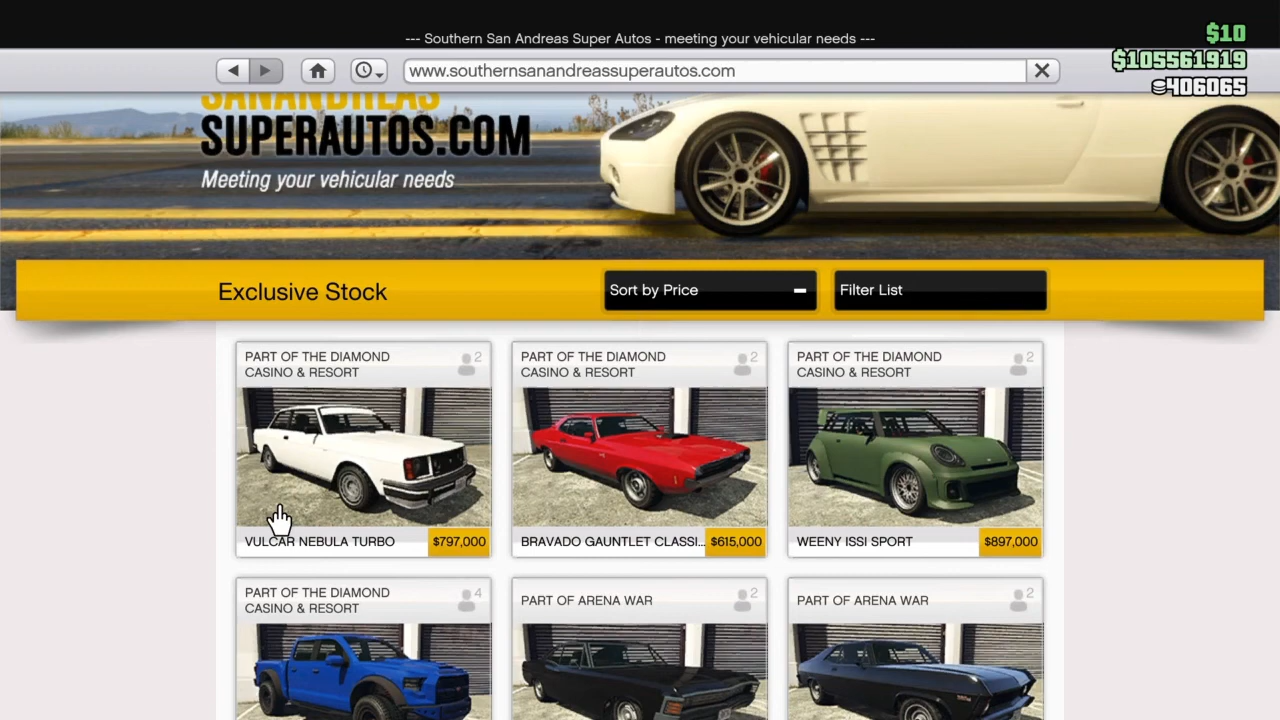 --- Southern San Andreas Super Autos - meeting your vehicular needs ---
$10
$105561919
406065
www.southernsanandreassuperautos.com
SANANDREAS
SUPERAUTOS.COM
Meeting your vehicular needs
Exclusive Stock
Sort by Price
Filter List
PART OF THE DIAMOND
CASINO & RESORT
2
VULCAR NEBULA TURBO
$797,000
PART OF THE DIAMOND
CASINO & RESORT
2
BRAVADO GAUNTLET CLASSI...
$615,000
PART OF THE DIAMOND
CASINO & RESORT
2
WEENY ISSI SPORT
$897,000
PART OF THE DIAMOND
CASINO & RESORT
4
PART OF ARENA WAR
2
PART OF ARENA WAR
2